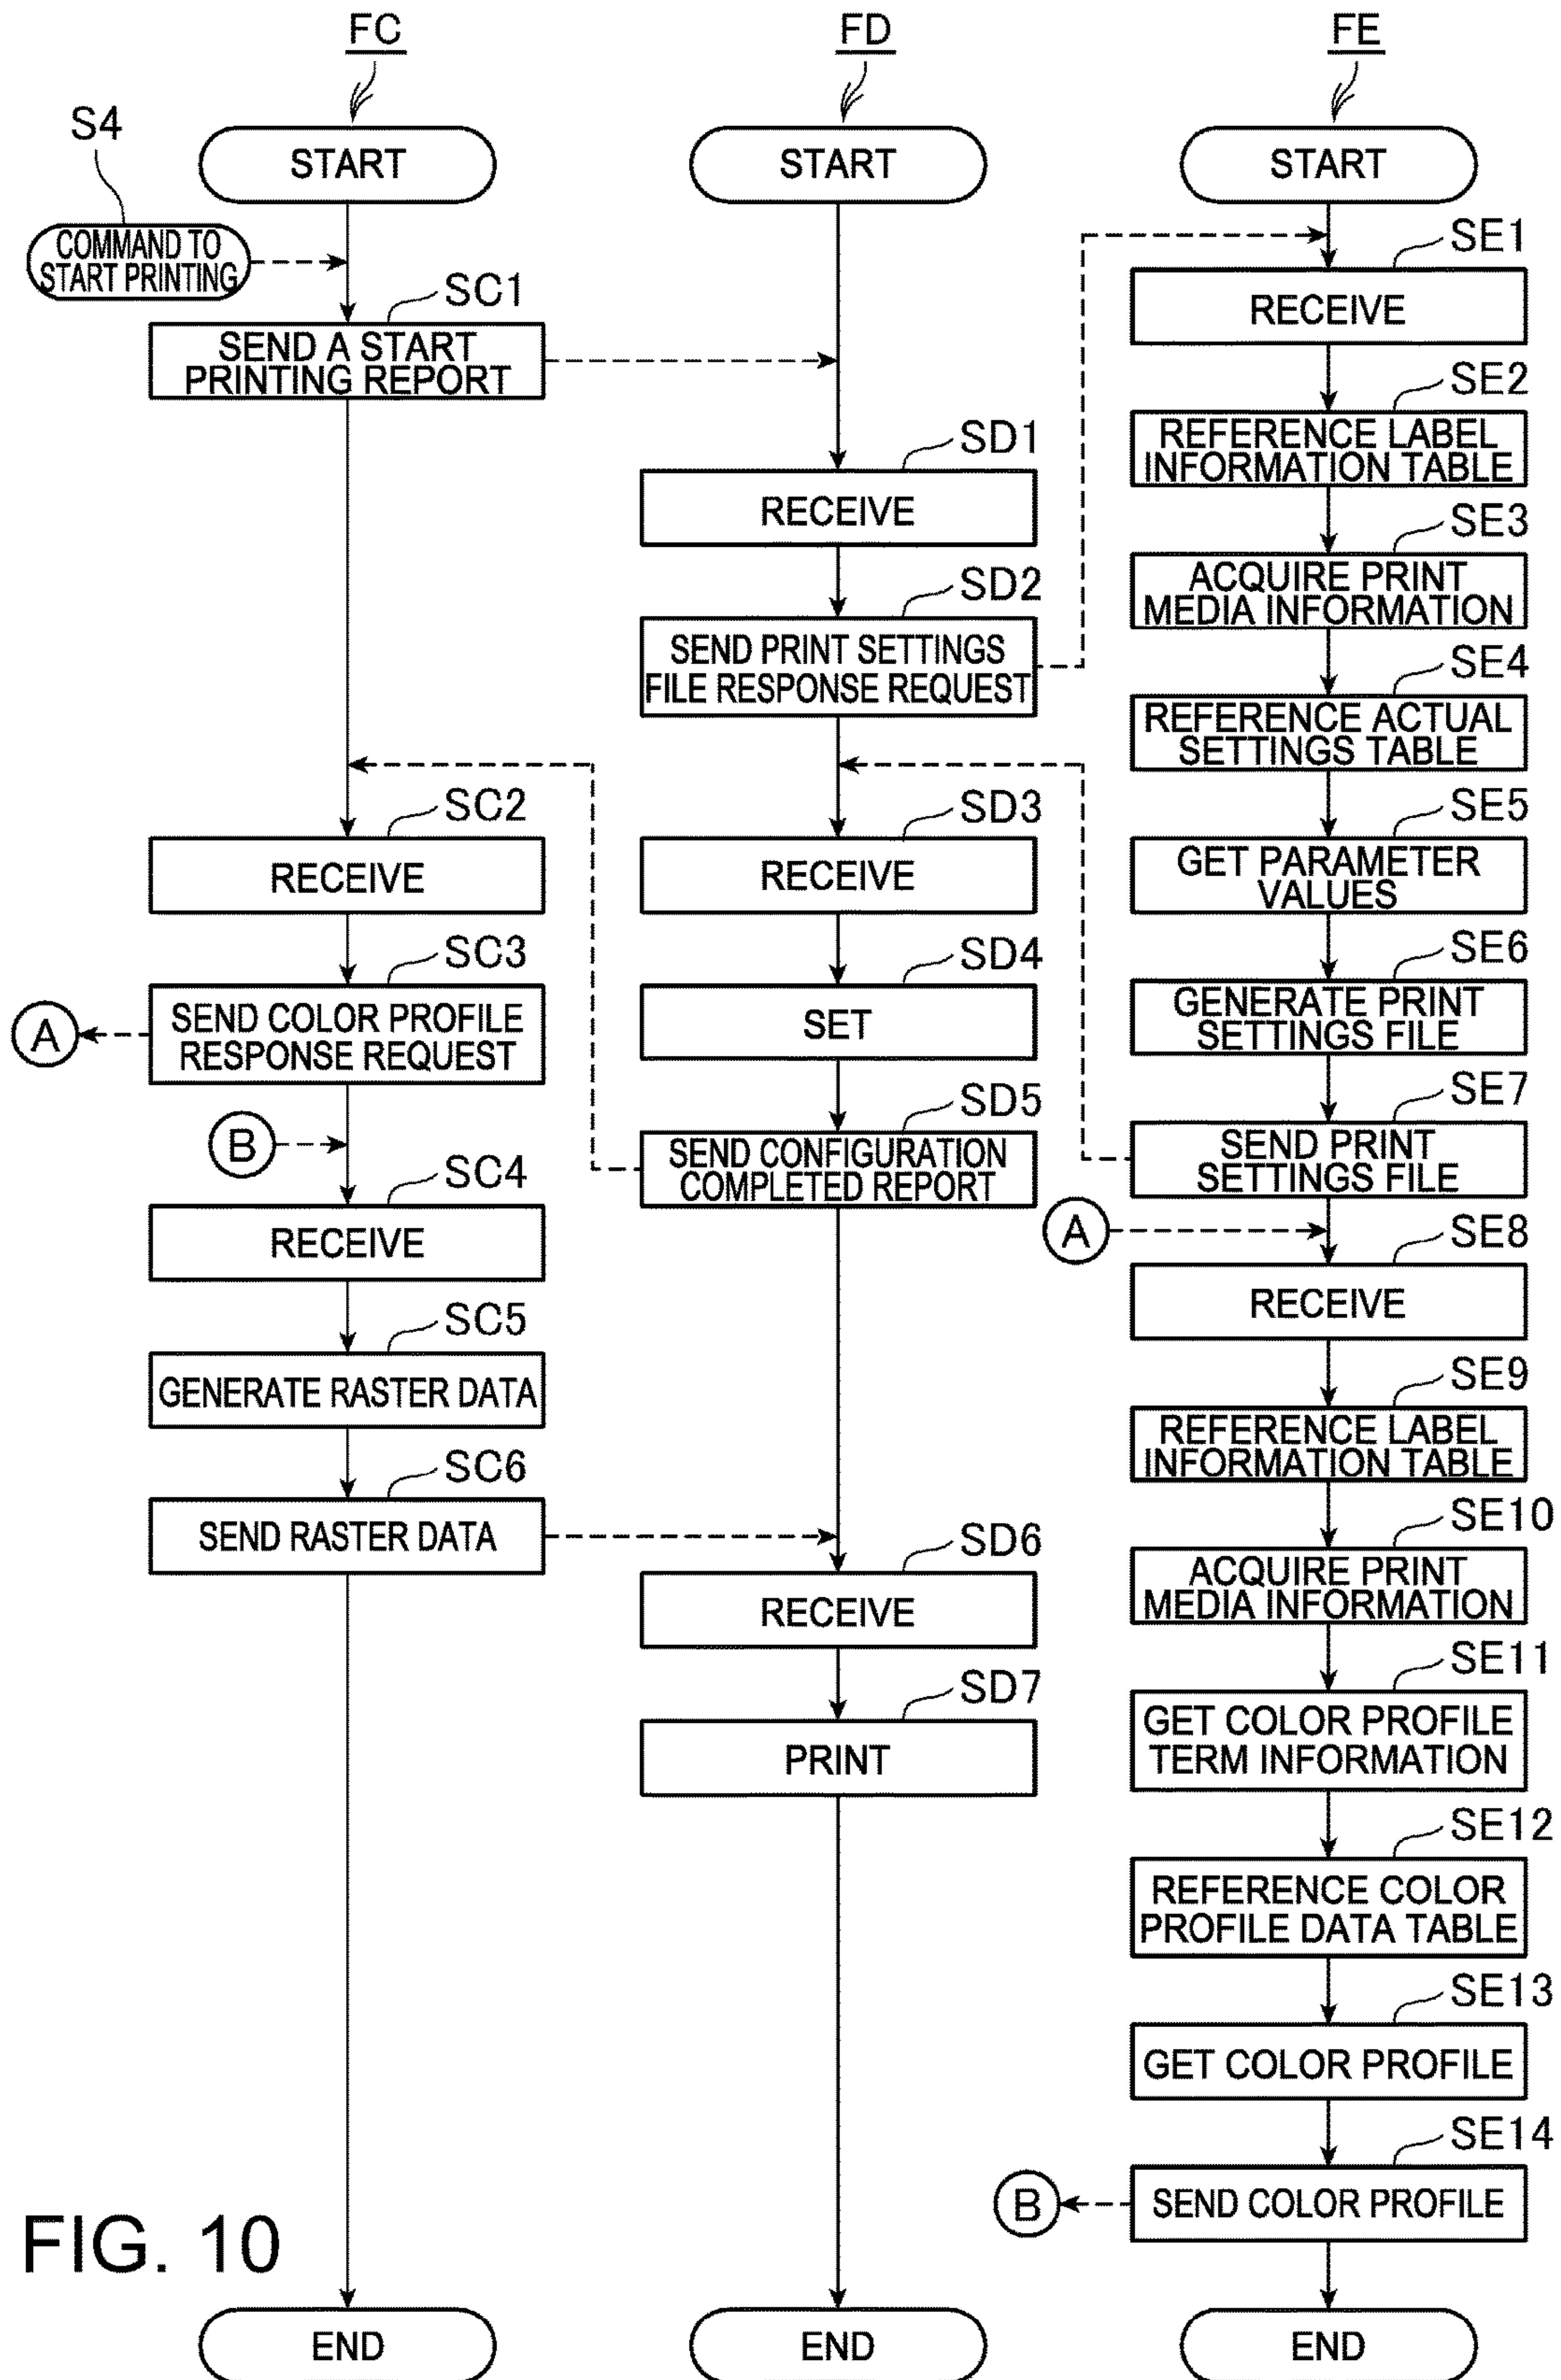 FC
FD
FE
S4
START
START
START
COMMAND TO
START PRINTING
SC1
SEND A START
PRINTING REPORT
SC2
RECEIVE
SC3
SEND COLOR PROFILE
RESPONSE REQUEST
A
B
SC4
RECEIVE
SC5
GENERATE RASTER DATA
SC6
SEND RASTER DATA
END
SD1
RECEIVE
SD2
SEND PRINT SETTINGS
FILE RESPONSE REQUEST
SD3
RECEIVE
SD4
SET
SD5
SEND CONFIGURATION
COMPLETED REPORT
SD6
RECEIVE
SD7
PRINT
END
SE1
RECEIVE
SE2
REFERENCE LABEL
INFORMATION TABLE
SE3
ACQUIRE PRINT
MEDIA INFORMATION
SE4
REFERENCE ACTUAL
SETTINGS TABLE
SE5
GET PARAMETER
VALUES
SE6
GENERATE PRINT
SETTINGS FILE
SE7
SEND PRINT
SETTINGS FILE
A
SE8
RECEIVE
SE9
REFERENCE LABEL
INFORMATION TABLE
SE10
ACQUIRE PRINT
MEDIA INFORMATION
SE11
GET COLOR PROFILE
TERM INFORMATION
SE12
REFERENCE COLOR
PROFILE DATA TABLE
SE13
GET COLOR PROFILE
SE14
SEND COLOR PROFILE
B
END
FIG. 10